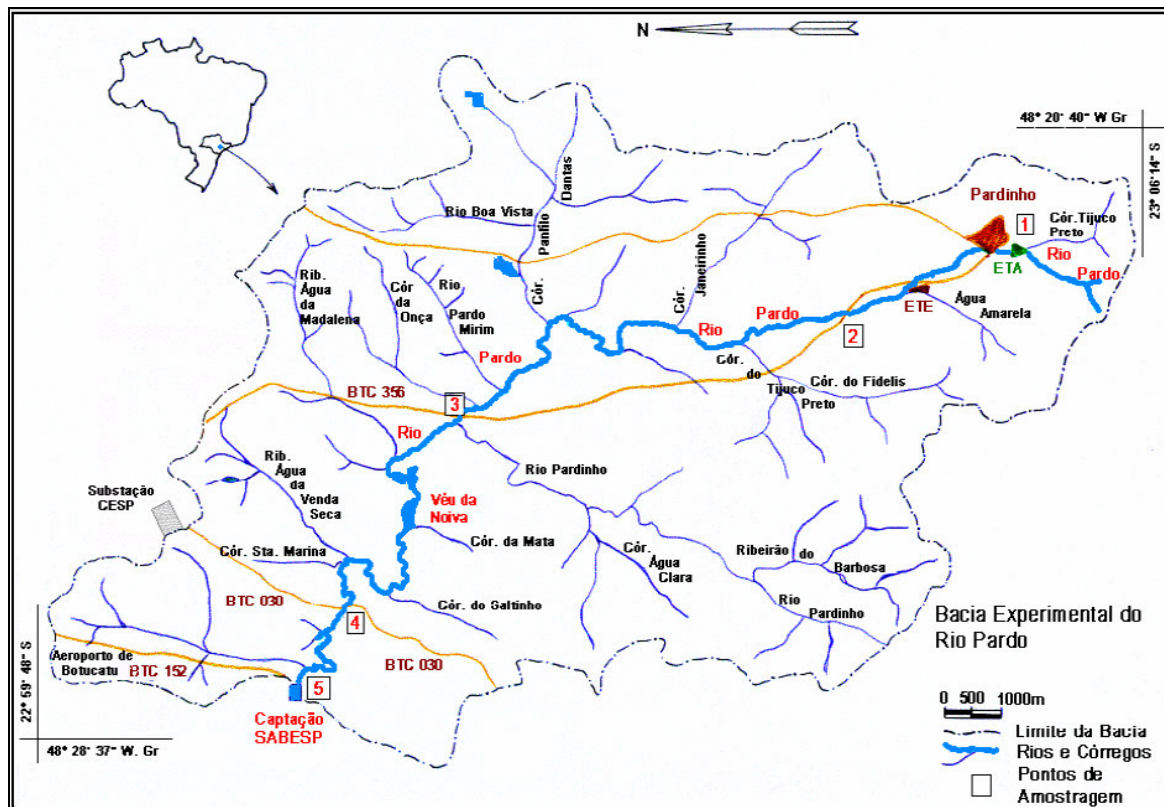 N
48° 20' 40" W Gr
23° 06' 14" S
Pardinho
1
Cór.Tijuco
Preto
Rio
Pardo
ETA
ETE
Água
Amarela
2
Dantas
Rio Boa Vista
Panfilo
Cór.
Janeirinho
Cór.
Rib.
Água
da
Madalena
Cór
da
Onça
Rio
Pardo
Mirim
Pardo
Rio
Pardo
Cór.
do
Tijuco
Preto
Cór. do Fidelis
BTC 356
3
Rio
Rio Pardinho
Rib.
Água
da
Venda
Seca
Substação
CESP
Véu da
Noiva
Cór. da Mata
Cór.
Água
Clara
Ribeirão do
Barbosa
Rio
Pardinho
Cór. Sta. Marina
Cór. do Saltinho
BTC 030
4
BTC 030
Aeroporto de
Botucatu
BTC 152
5
Captação
SABESP
22° 59' 48" S
48° 28' 37" W. Gr
Bacia Experimental do
Rio Pardo
0 500 1000m
Limite da Bacia
Rios e Córregos
Pontos de
Amostragem